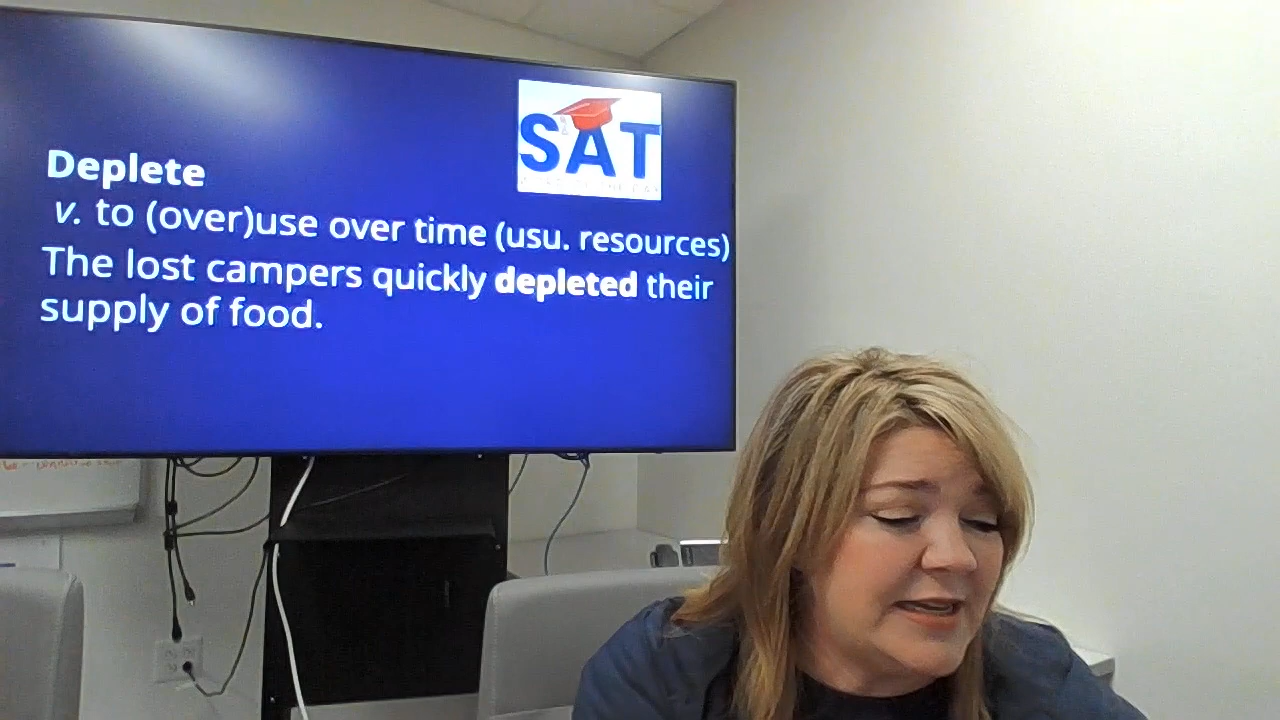 SAT
Deplete
v. to (over)use over time (usu. resources)
The lost campers quickly depleted their
supply of food.